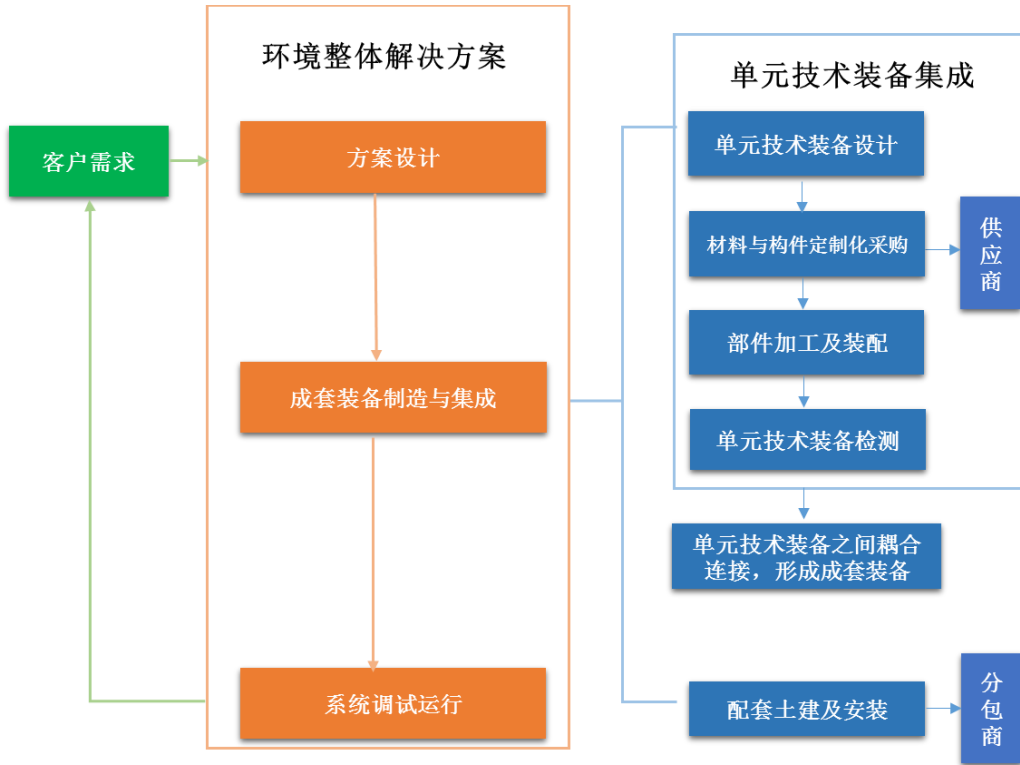 环境整体解决方案
客户需求
方案设计
成套装备制造与集成
系统调试运行
单元技术装备集成
单元技术装备设计
材料与构件定制化采购
供应商
部件加工及装配
单元技术装备检测
单元技术装备之间耦合
连接，形成成套装备
配套土建及安装
分包商